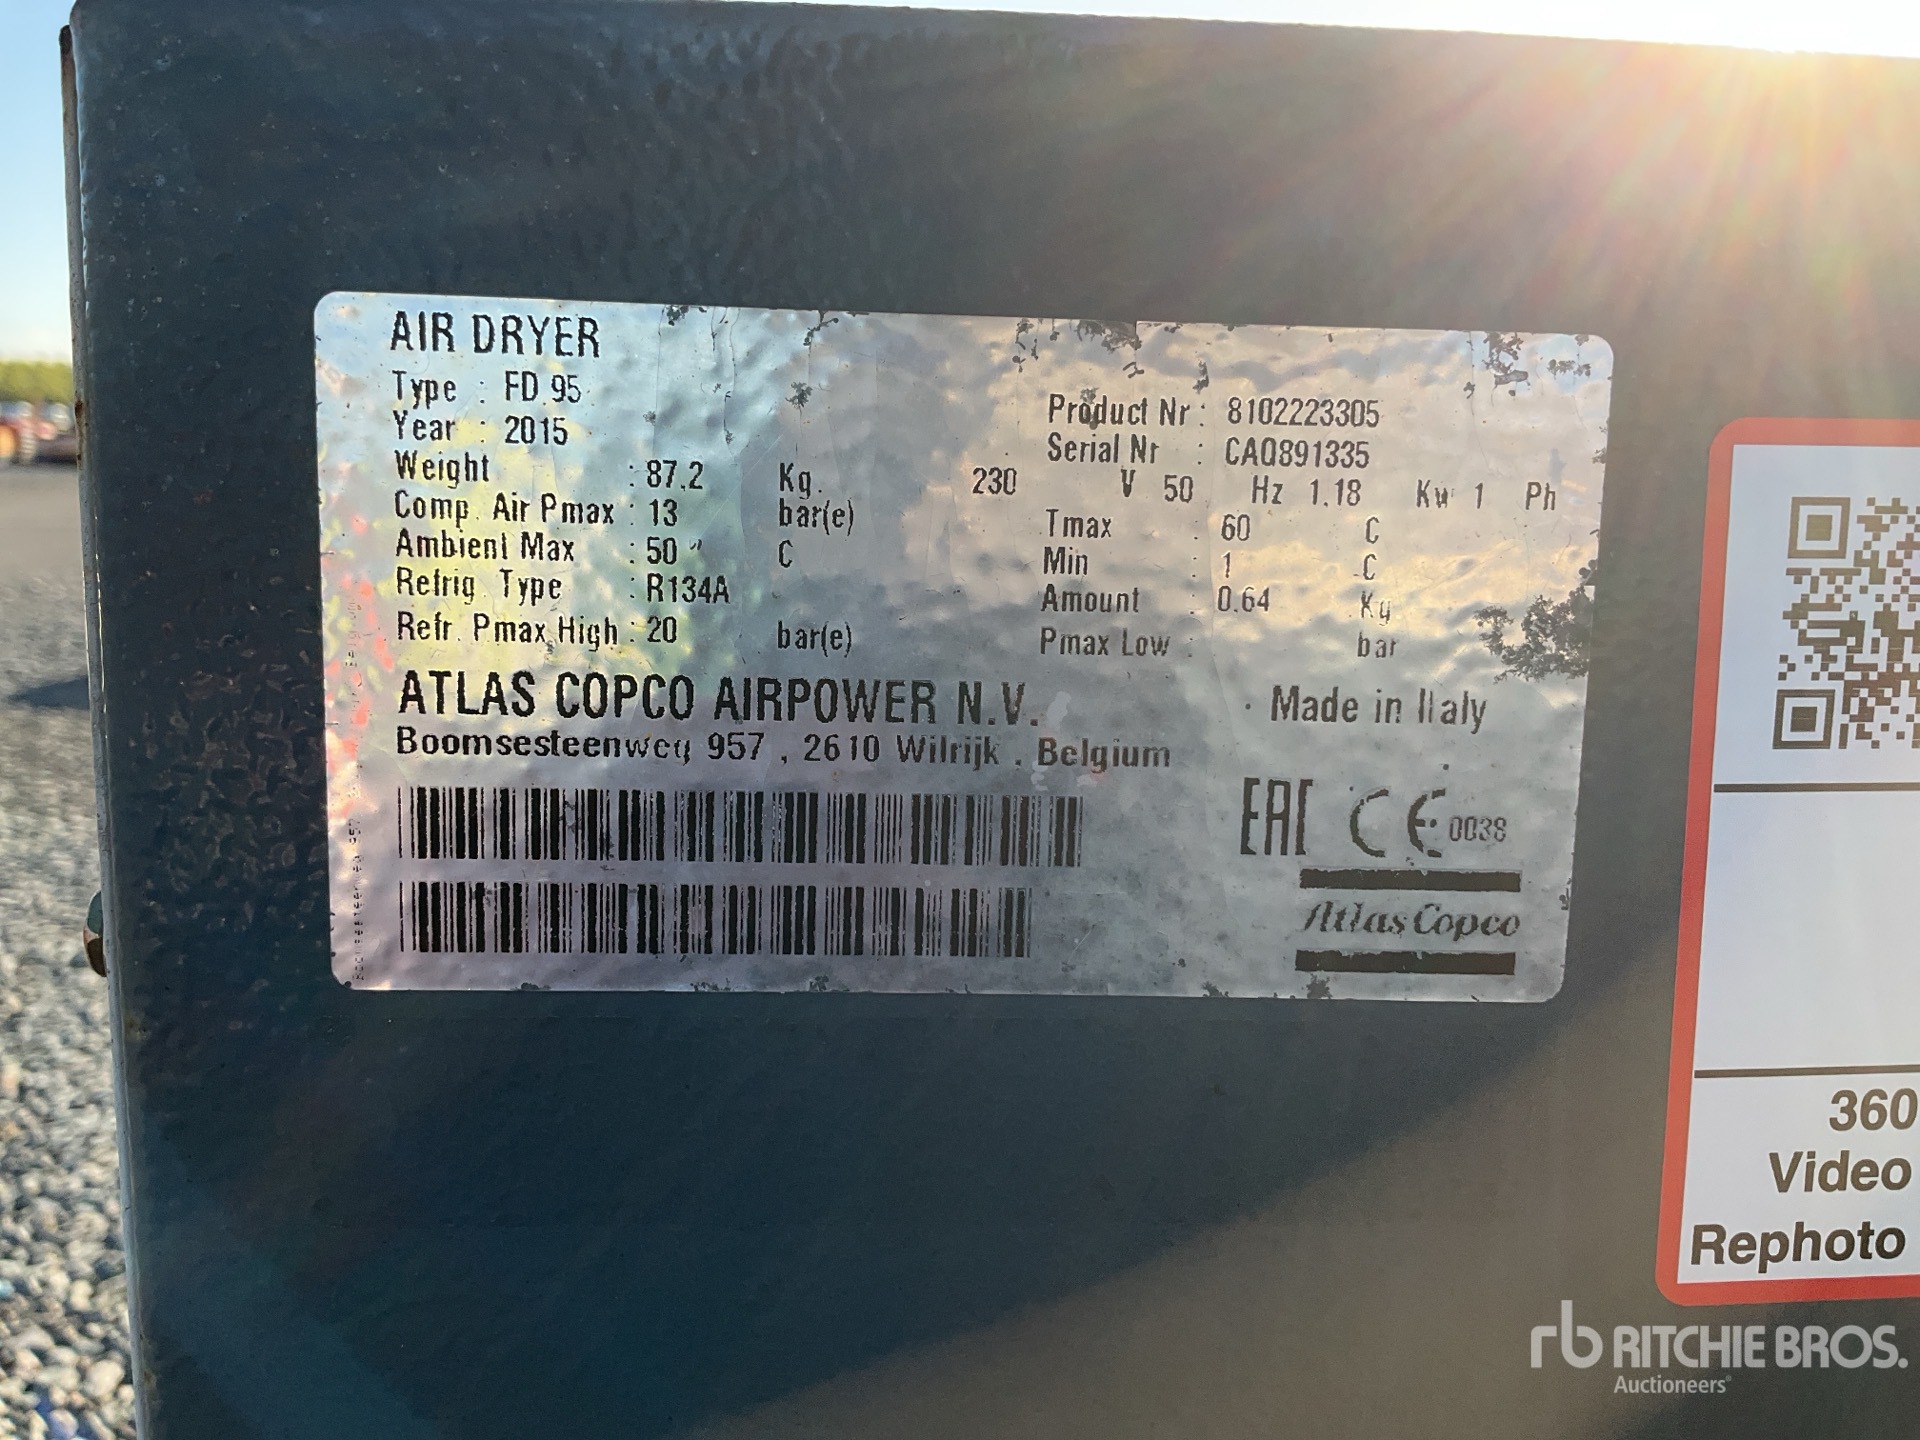 AIR DRYER
Type : FD 95
Year : 2015
Product Nr : 8102223305
Serial Nr : CAQ891335
Weight : 87.2 Kg. 230 V 50 Hz 1.18 Kw 1 Ph
Comp. Air Pmax : 13 bar(e) Tmax 60 C
Ambient Max : 50 C Min : 1 C
Refrig. Type : R134A Amount : 0.64 Kg
Refr. Pmax High : 20 bar(e) Pmax Low : bar
ATLAS COPCO AIRPOWER N.V. Made in Italy
Boomsesteenweg 957 , 2610 Wilrijk . Belgium
EAC CE 0038
Atlas Copco
360
Video
Rephoto
rb RITCHIE BROS.
Auctioneers